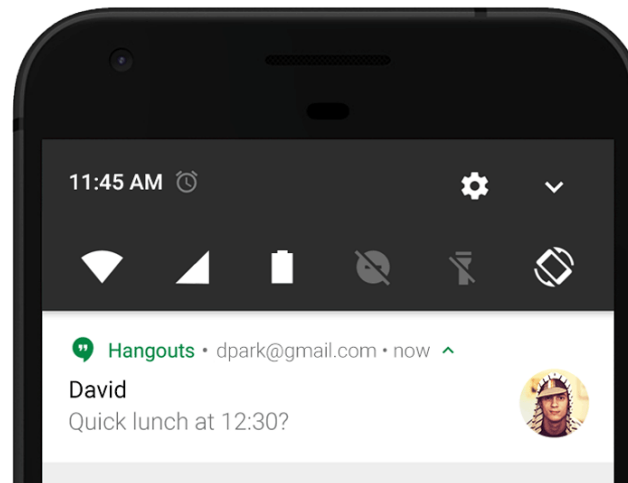 11:45 AM
Hangouts • dpark@gmail.com • now
David
Quick lunch at 12:30?